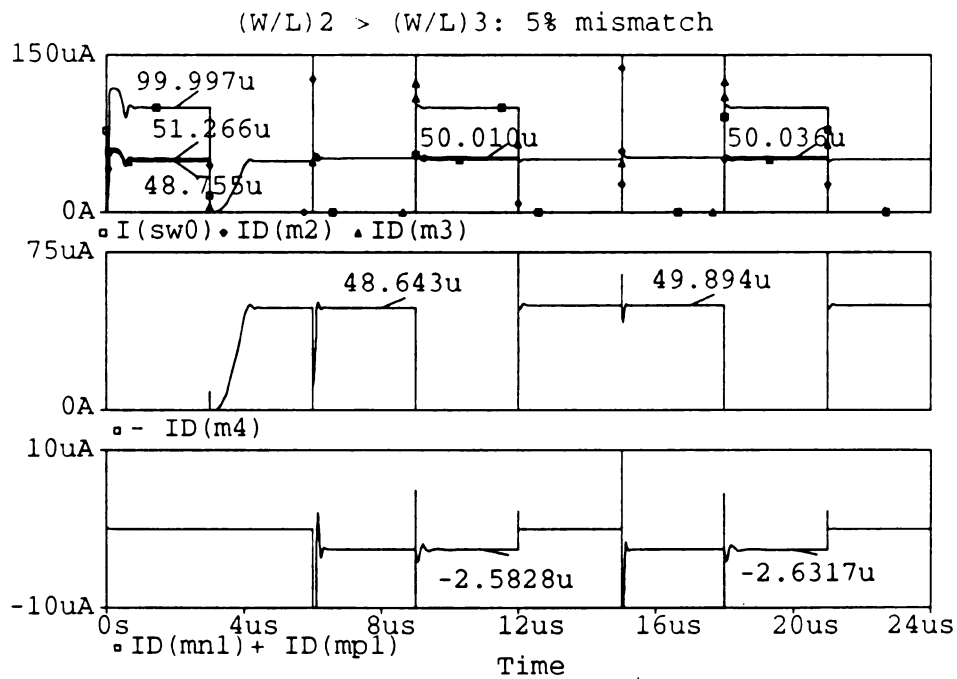 (W/L)2 > (W/L)3: 5% mismatch
150uA
99.997u
51.266u
50.010u
50.036u
48.755u
0A
I(sw0) ID(m2) ID(m3)
75uA
48.643u
49.894u
0A
- ID(m4)
10uA
-2.5828u
-2.6317u
-10uA
0s 4us 8us 12us 16us 20us 24us
ID(mn1)+ ID(mp1)
Time